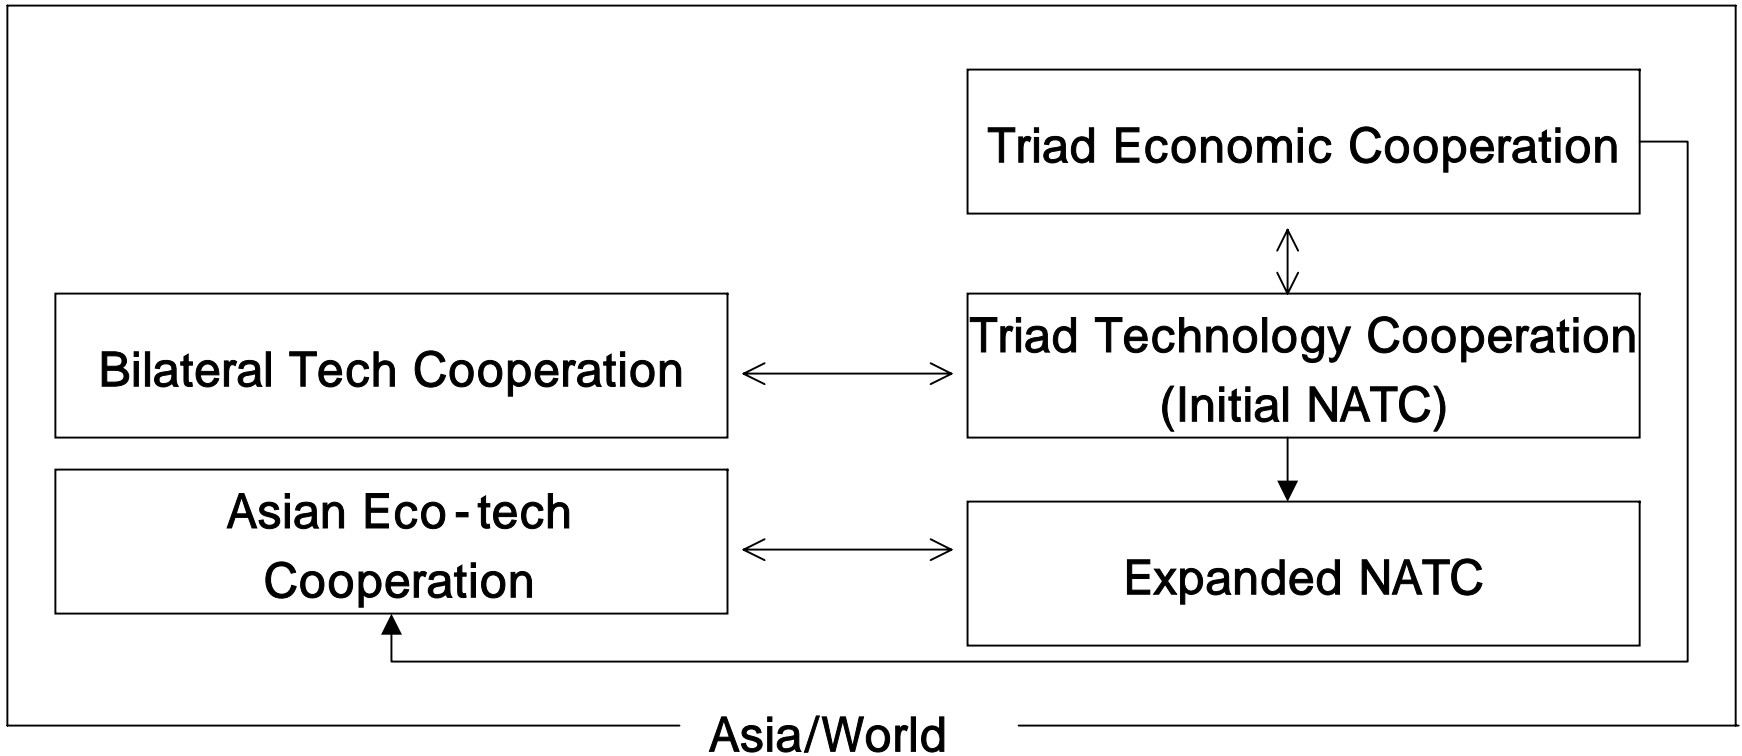 Triad Economic Cooperation
Bilateral Tech Cooperation
Triad Technology Cooperation
(Initial NATC)
Asian Eco-tech
Cooperation
Expanded NATC
Asia/World